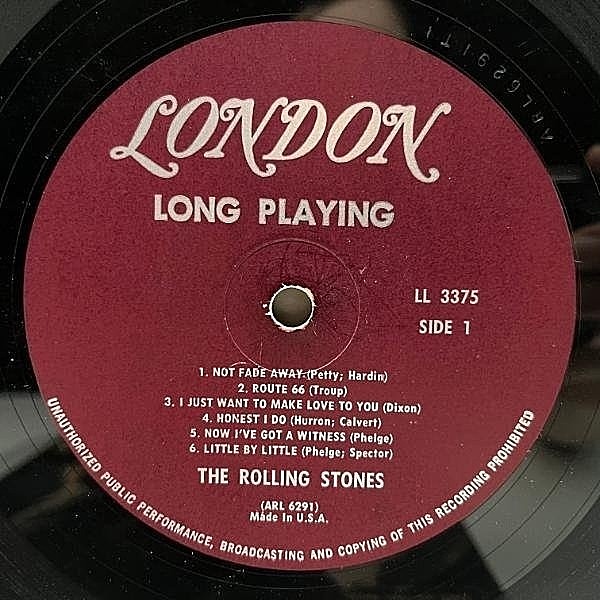 LONDON
LONG PLAYING
LL 3375
SIDE 1
1. NOT FADE AWAY (Petty; Hardin)
2. ROUTE 66 (Troup)
3. I JUST WANT TO MAKE LOVE TO YOU (Dixon)
4. HONEST I DO (Hurron; Calvert)
5. NOW I'VE GOT A WITNESS (Phelge)
6. LITTLE BY LITTLE (Phelge; Spector)
THE ROLLING STONES
(ARL 6291)
Made In U.S.A.
UNAUTHORIZED PUBLIC PERFORMANCE, BROADCASTING AND COPYING OF THIS RECORDING PROHIBITED